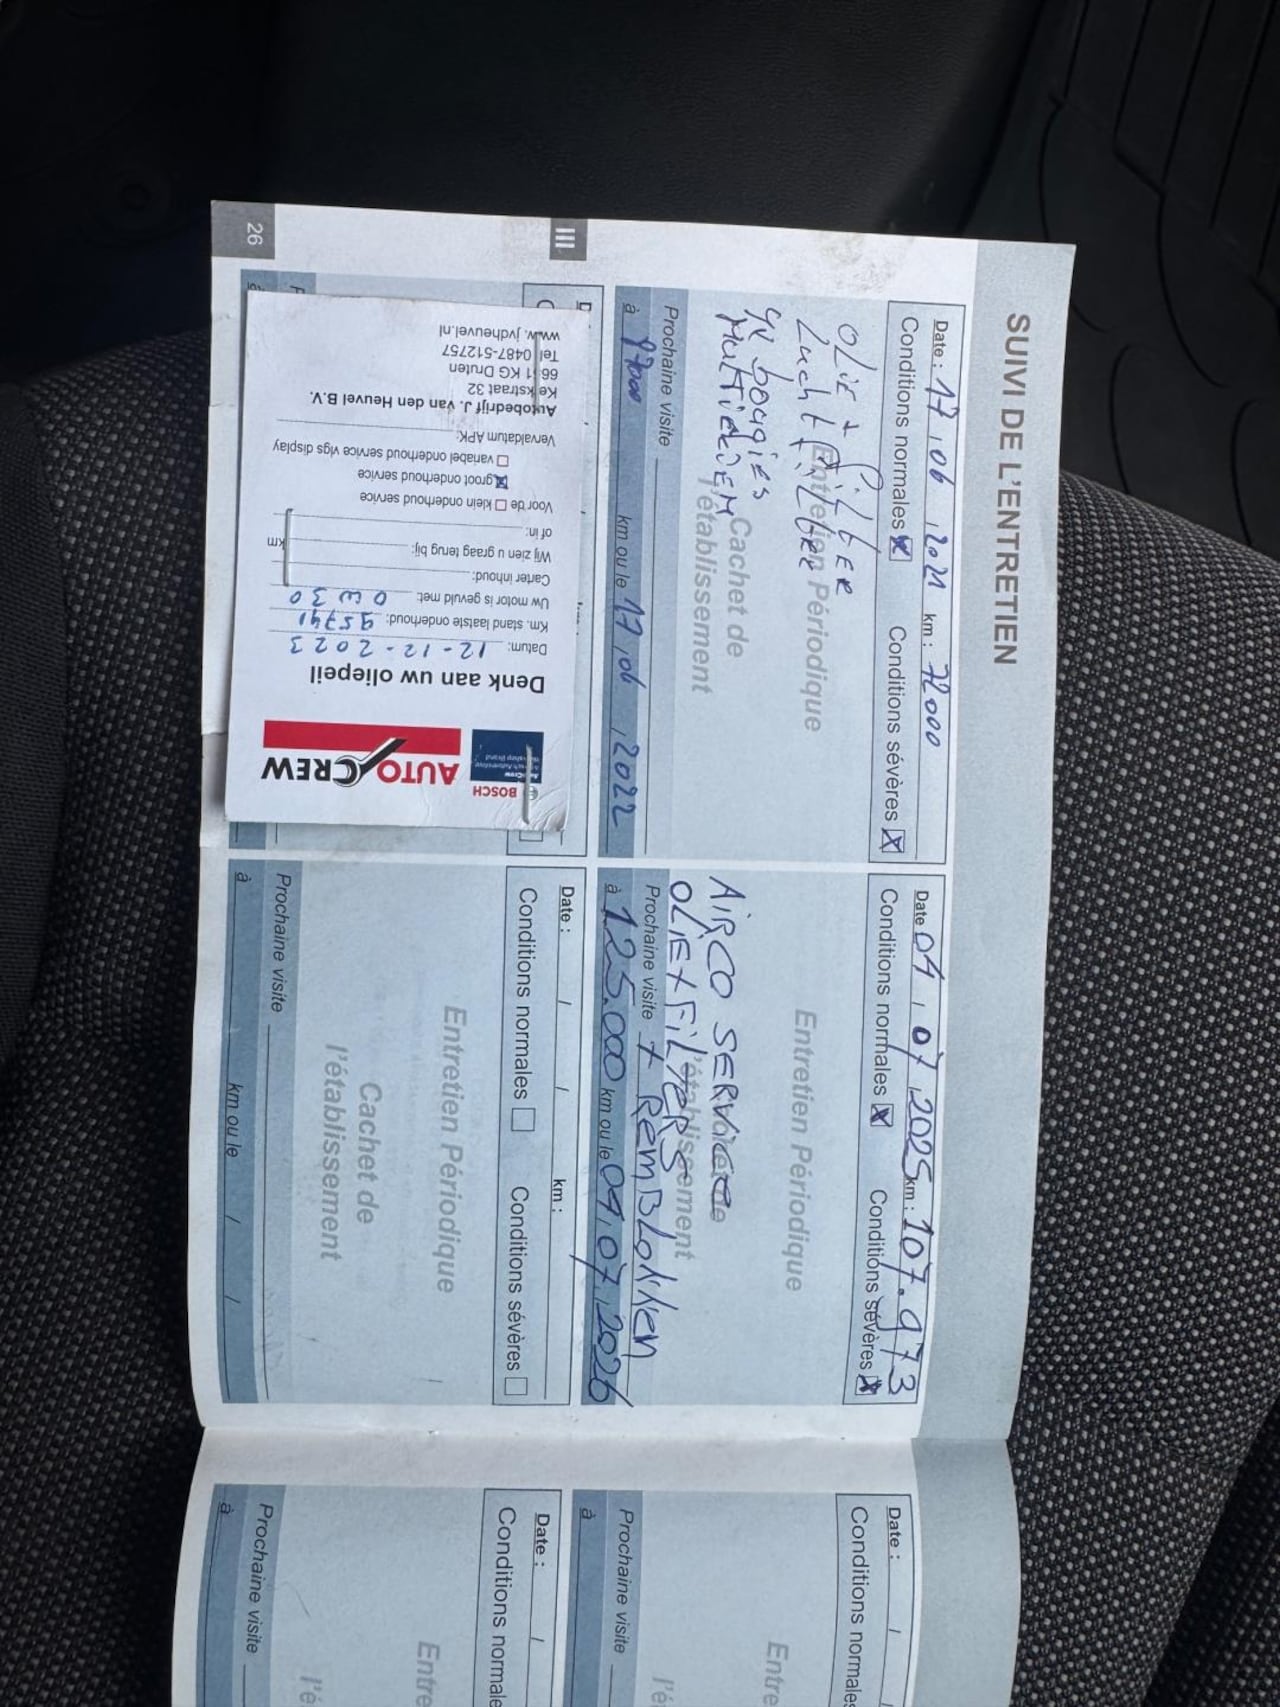 SUIVI DE L'ENTRETIEN
Date : 17 / 06 / 2021 km : 72000
Conditions normales Conditions sévères
Entretien Périodique
Cachet de
l'établissement
OLIE + FILTER
Lucht FilTER
4x bougies
MULTIRIEM
Prochaine visite
à 97000 km ou le 17 / 06 / 2022
Date 04 / 07 / 2025 km : 107.973
Conditions normales Conditions sévères
Entretien Périodique
l'établissement
AIRCO SERVICE
OLIE + FILTERS
Prochaine visite + REMBLOKKEN
à 125.000 km ou le 04 / 07 / 2026
III
BOSCH
AUTOCREW
Denk aan uw oliepeil
Datum: 12-12-2023
Km. stand laatste onderhoud: 95741
Uw motor is gevuld met: 0W30
Carter inhoud:
Wij zien u graag terug bij: km
of in:
Voor de klein onderhoud service
groot onderhoud service
variabel onderhoud service vlgs display
Vervaldatum APK:
Autobedrijf J. van den Heuvel B.V.
Kerkstraat 32
6651 KG Druten
Tel 0487-512757
www.jvdheuvel.nl
Date : / / km :
Conditions normales Conditions sévères
Entretien Périodique
Cachet de
l'établissement
Prochaine visite
à km ou le / /
26
Date : /
Conditions normales
Entre
l'é
Prochaine visite
à
Date : /
Conditions normale
Entre
l'é
Prochaine visite
à